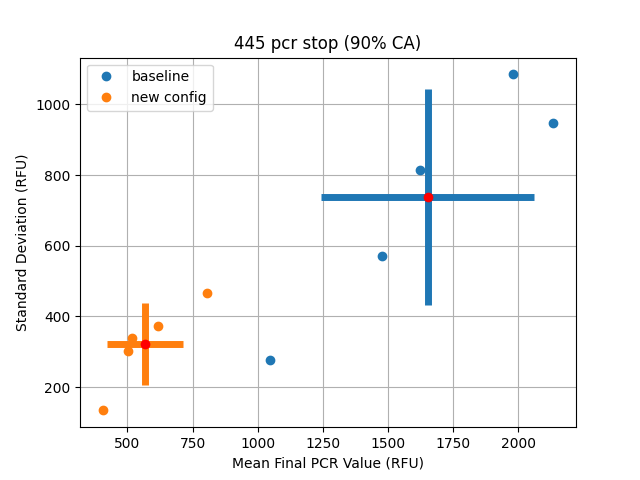 445 pcr stop (90% CA)
baseline
new config
Standard Deviation (RFU)
1000
800
600
400
200
500
750
1000
1250
1500
1750
2000
Mean Final PCR Value (RFU)